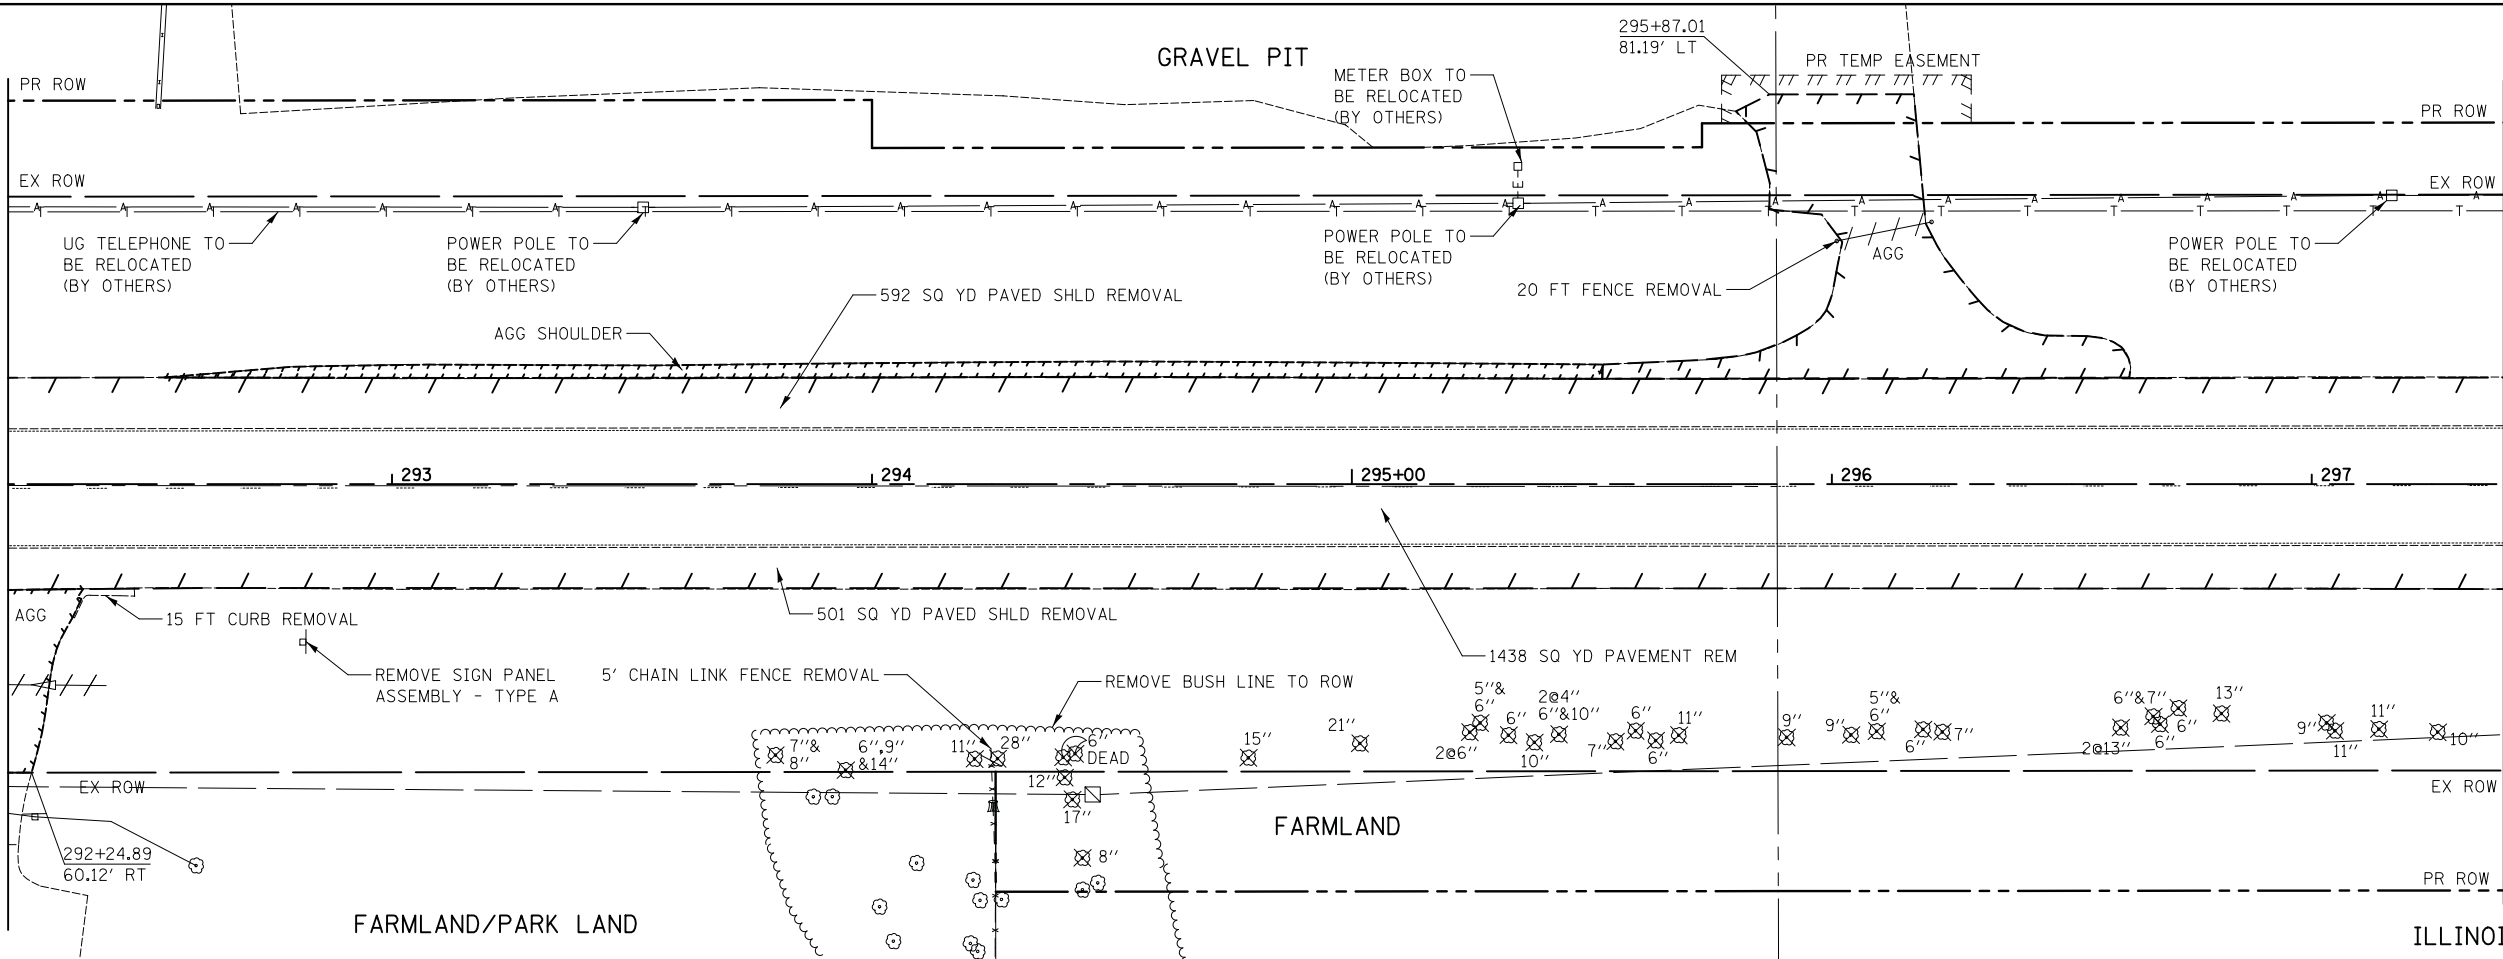 295+87.01
81.19' LT
GRAVEL PIT
PR TEMP EASEMENT
METER BOX TO
BE RELOCATED
(BY OTHERS)
PR ROW
PR ROW
EX ROW
EX ROW
UG TELEPHONE TO
BE RELOCATED
(BY OTHERS)
POWER POLE TO
BE RELOCATED
(BY OTHERS)
POWER POLE TO
BE RELOCATED
(BY OTHERS)
AGG
POWER POLE TO
BE RELOCATED
(BY OTHERS)
20 FT FENCE REMOVAL
592 SQ YD PAVED SHLD REMOVAL
AGG SHOULDER
293
294
295+00
296
297
AGG
15 FT CURB REMOVAL
501 SQ YD PAVED SHLD REMOVAL
1438 SQ YD PAVEMENT REM
REMOVE SIGN PANEL
ASSEMBLY - TYPE A
5' CHAIN LINK FENCE REMOVAL
REMOVE BUSH LINE TO ROW
7''&
8''
6'',9''
&14''
11''
28''
6''
DEAD
12''
17''
8''
15''
21''
5''&
6''
2@6''
6''
10''
2@4''
6''&10''
7''
6''
6''
11''
9''
9''
5''&
6''
6''
7''
2@13''
6''&7''
6''
6''
13''
9''
11''
11''
10''
EX ROW
EX ROW
FARMLAND
292+24.89
60.12' RT
PR ROW
FARMLAND/PARK LAND
ILLINOI